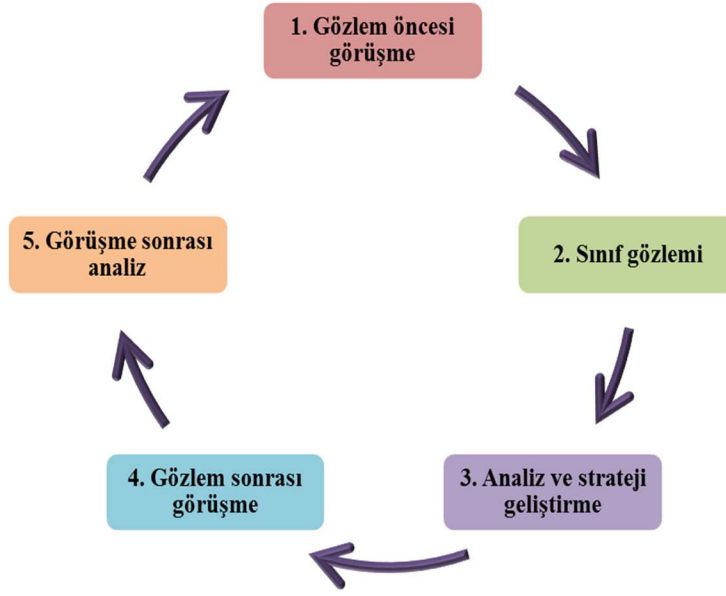 1. Gözlem öncesi
görüşme
2. Sınıf gözlemi
3. Analiz ve strateji
geliştirme
4. Gözlem sonrası
görüşme
5. Görüşme sonrası
analiz